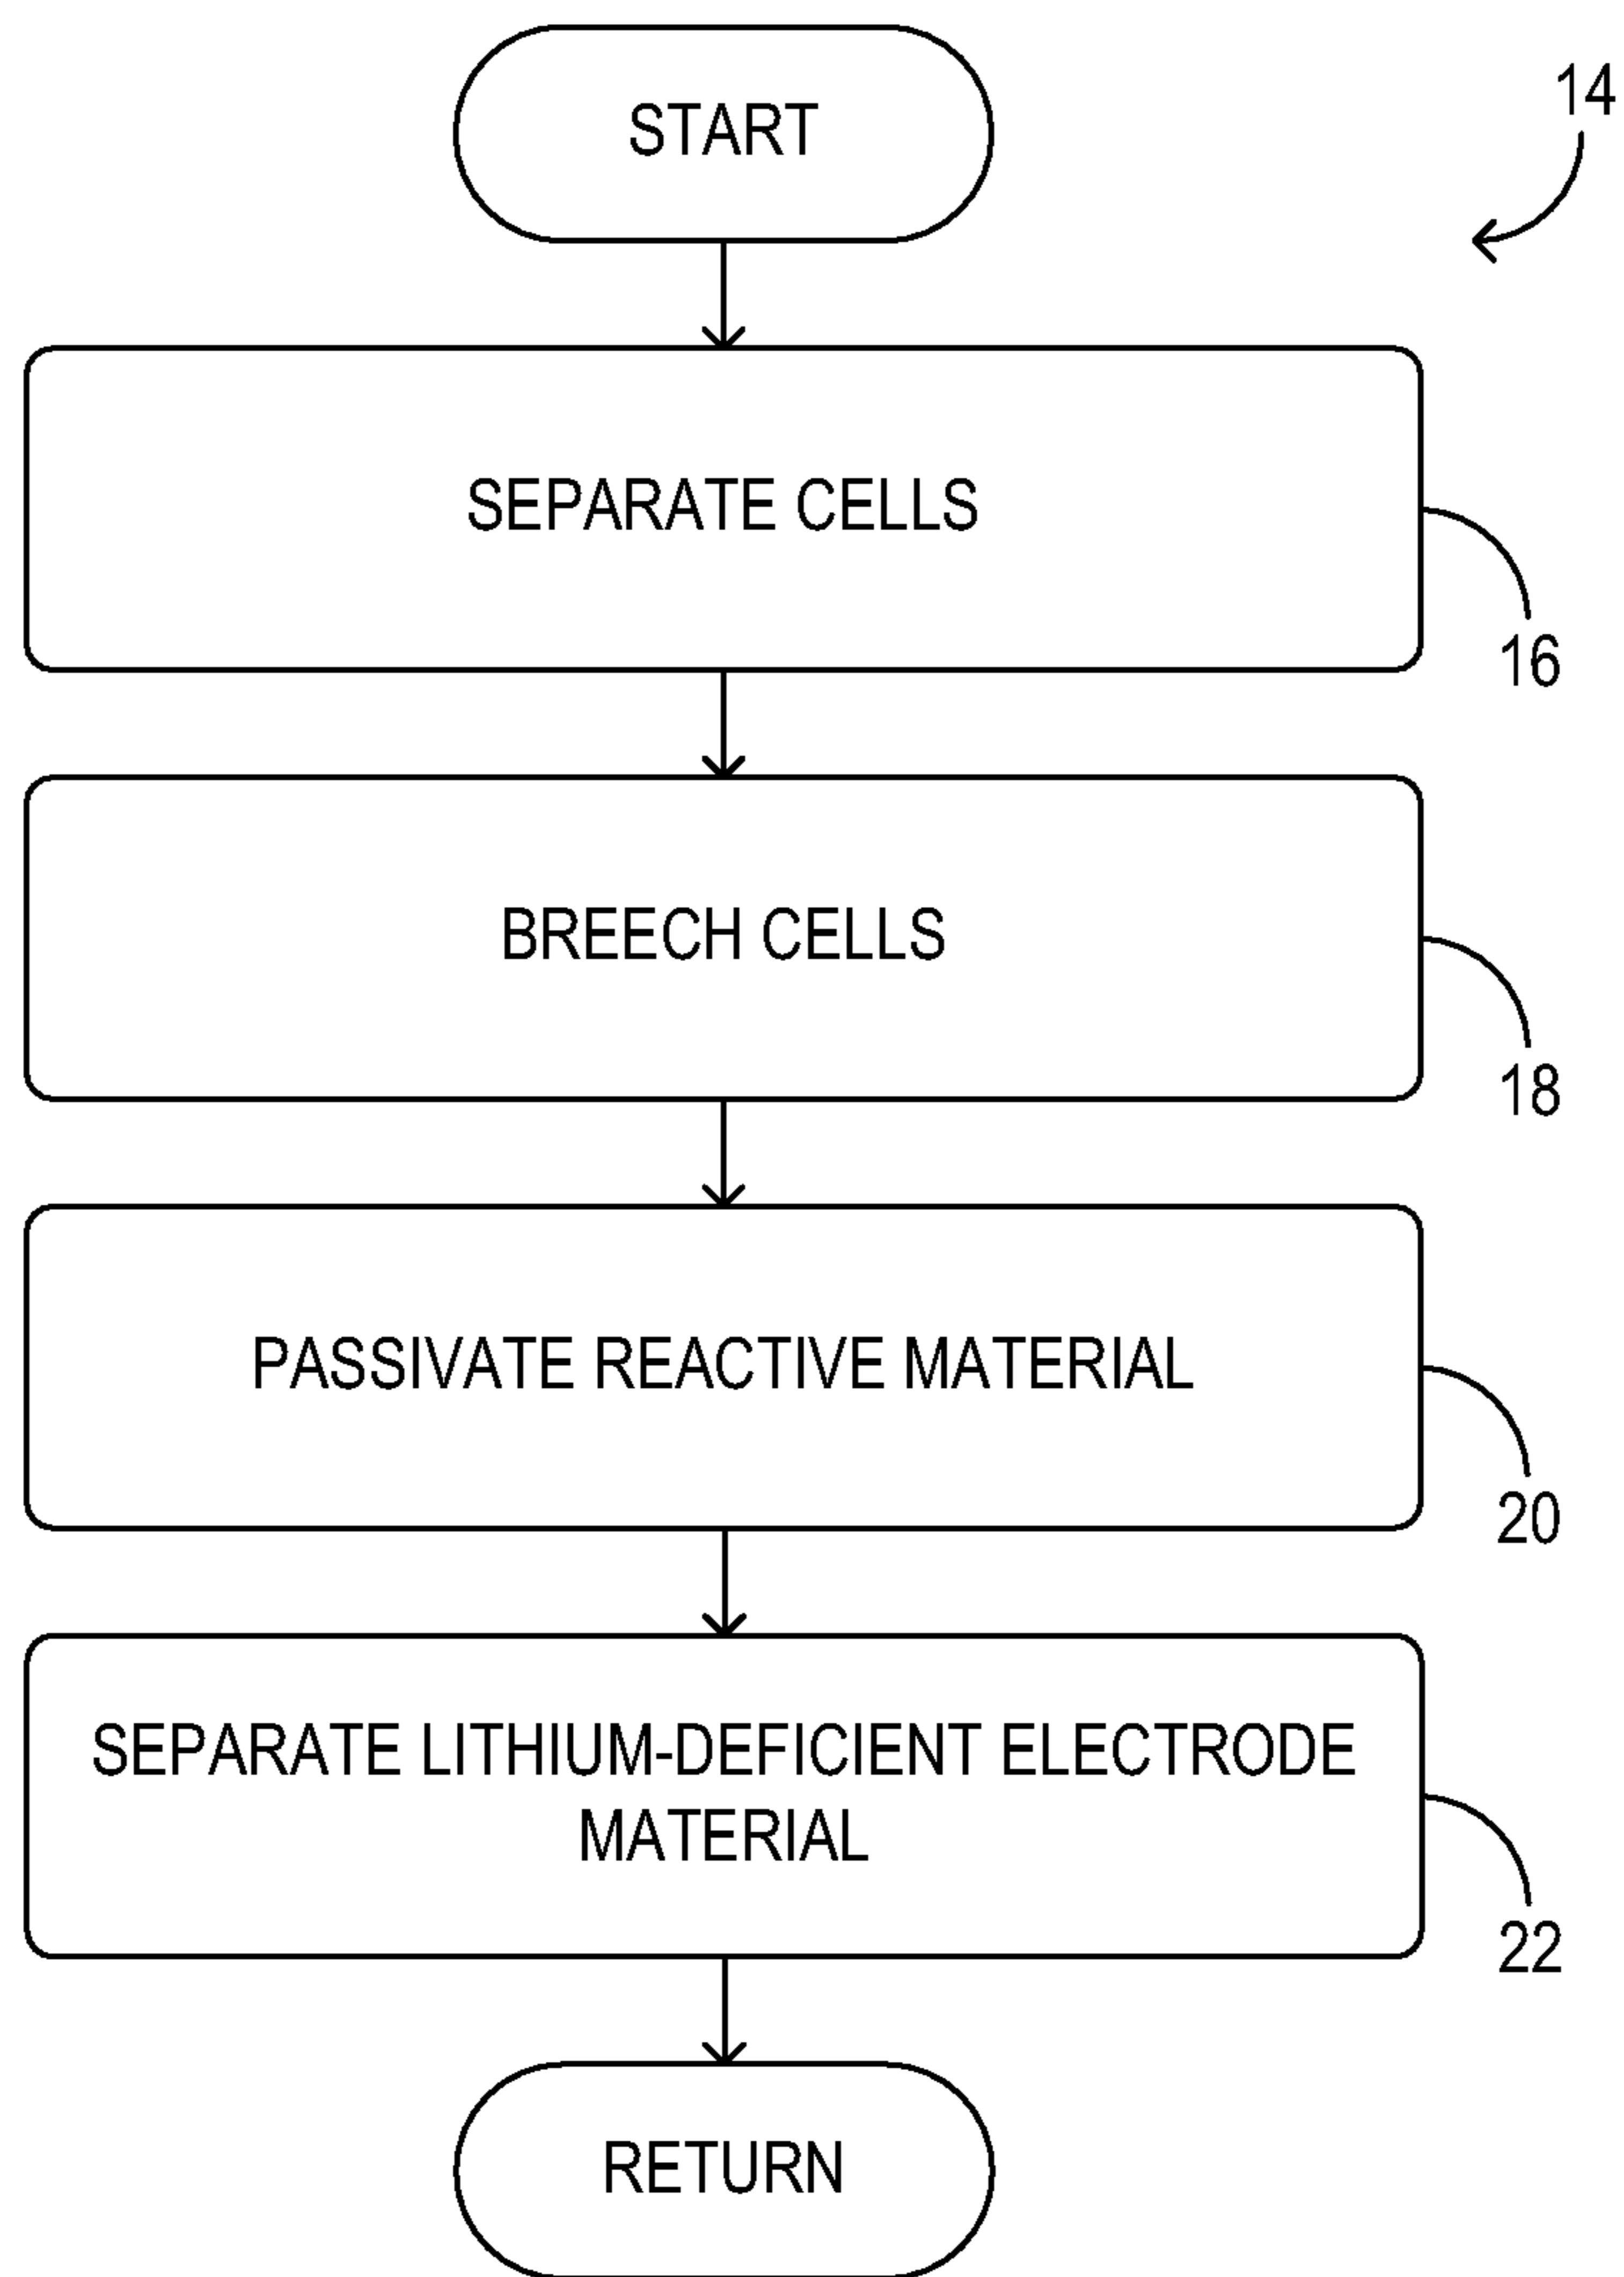 START
14
SEPARATE CELLS
16
BREECH CELLS
18
PASSIVATE REACTIVE MATERIAL
20
SEPARATE LITHIUM-DEFICIENT ELECTRODE
MATERIAL
22
RETURN